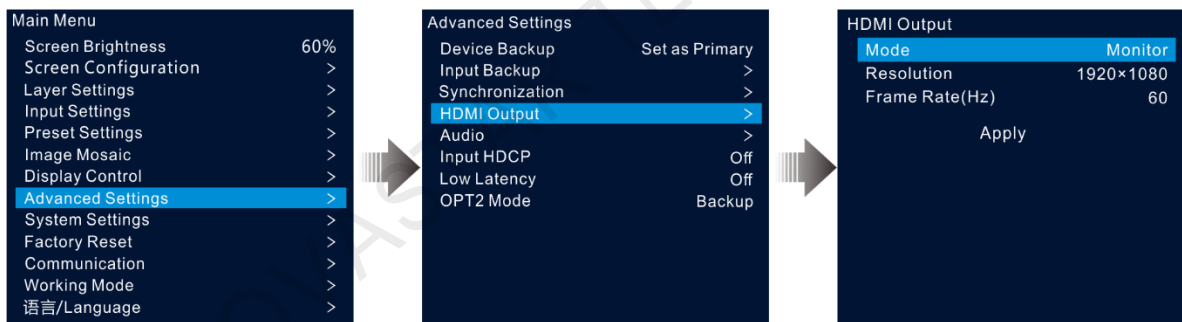 Main Menu
Screen Brightness 60%
Screen Configuration >
Layer Settings >
Input Settings >
Preset Settings >
Image Mosaic >
Display Control >
Advanced Settings >
System Settings >
Factory Reset >
Communication >
Working Mode >
语言/Language >
Advanced Settings
Device Backup Set as Primary
Input Backup >
Synchronization >
HDMI Output >
Audio >
Input HDCP Off
Low Latency Off
OPT2 Mode Backup
HDMI Output
Mode Monitor
Resolution 1920×1080
Frame Rate(Hz) 60
Apply